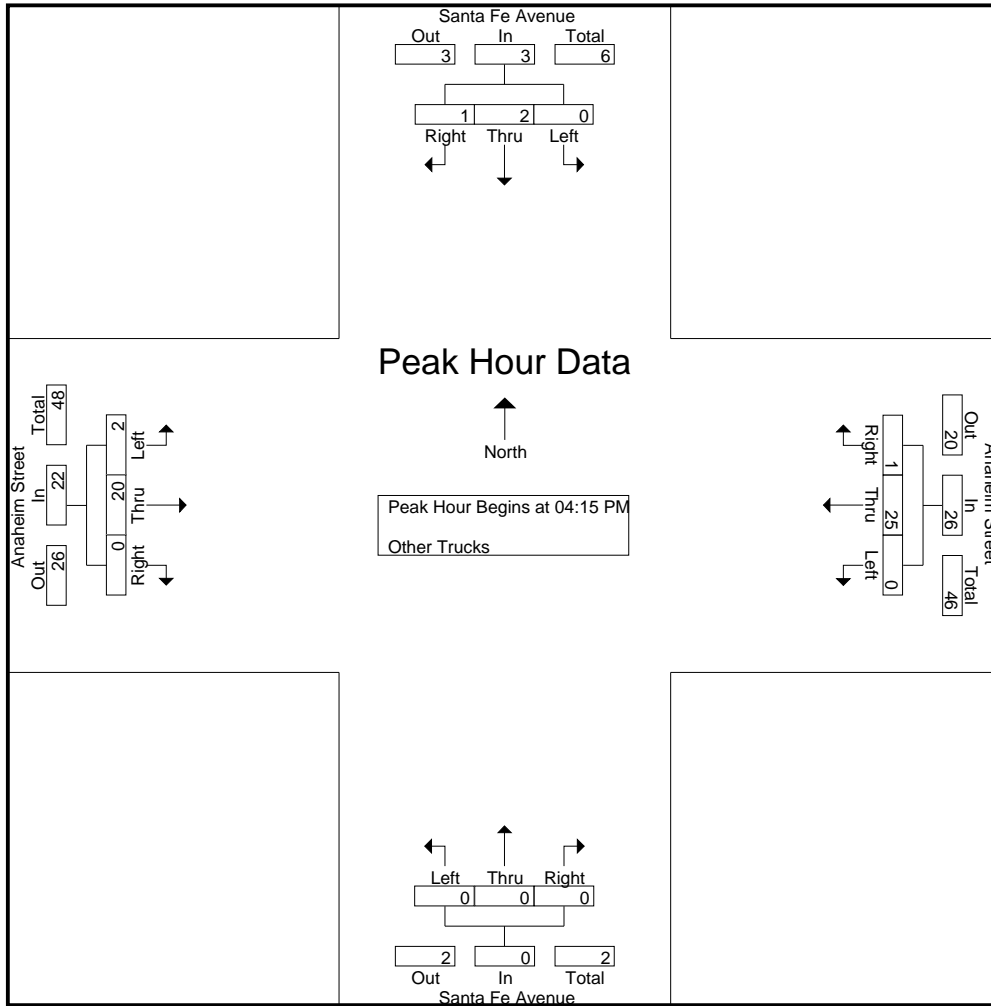 Santa Fe Avenue
Out In Total
3 3 6
1 2 0
Right Thru Left
Peak Hour Data
North
Peak Hour Begins at 04:15 PM
Other Trucks
Anaheim Street
Out In Total
26 22 48
Right Thru Left
0 20 2
Anaheim Street
Out In Total
20 26 46
1 25 0
Right Thru Left
Left Thru Right
0 0 0
2 0 2
Out In Total
Santa Fe Avenue